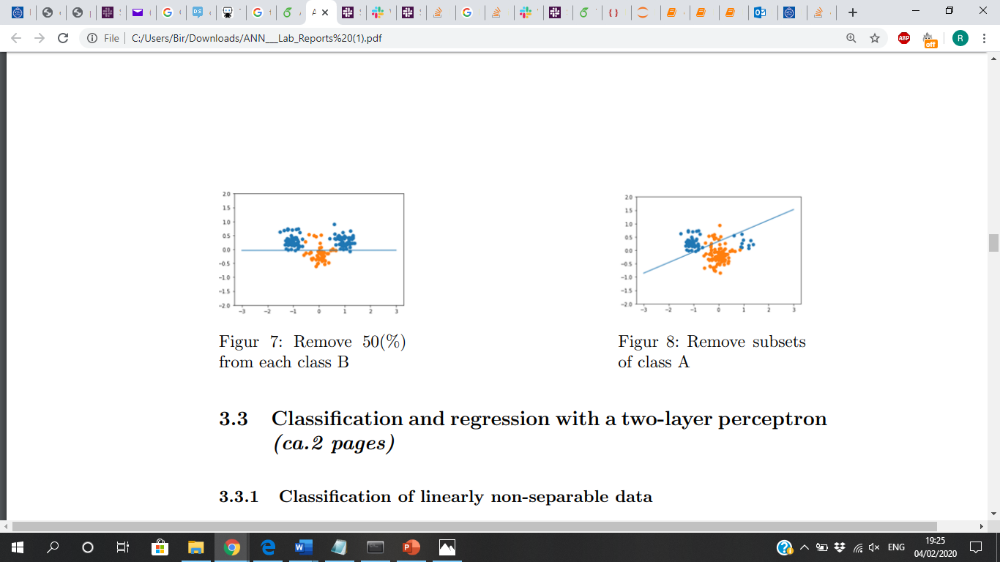 File C:/Users/Bir/Downloads/ANN___Lab_Reports%20(1).pdf
ABP
off
R
2.0
1.5
1.0
0.5
0.0
−0.5
−1.0
−1.5
−2.0
−3 −2 −1 0 1 2 3
Figur 7: Remove 50(%)
from each class B
2.0
1.5
1.0
0.5
0.0
−0.5
−1.0
−1.5
−2.0
−3 −2 −1 0 1 2 3
Figur 8: Remove subsets
of class A
3.3 Classification and regression with a two-layer perceptron
(ca.2 pages)
3.3.1 Classification of linearly non-separable data
ENG
19:25
04/02/2020